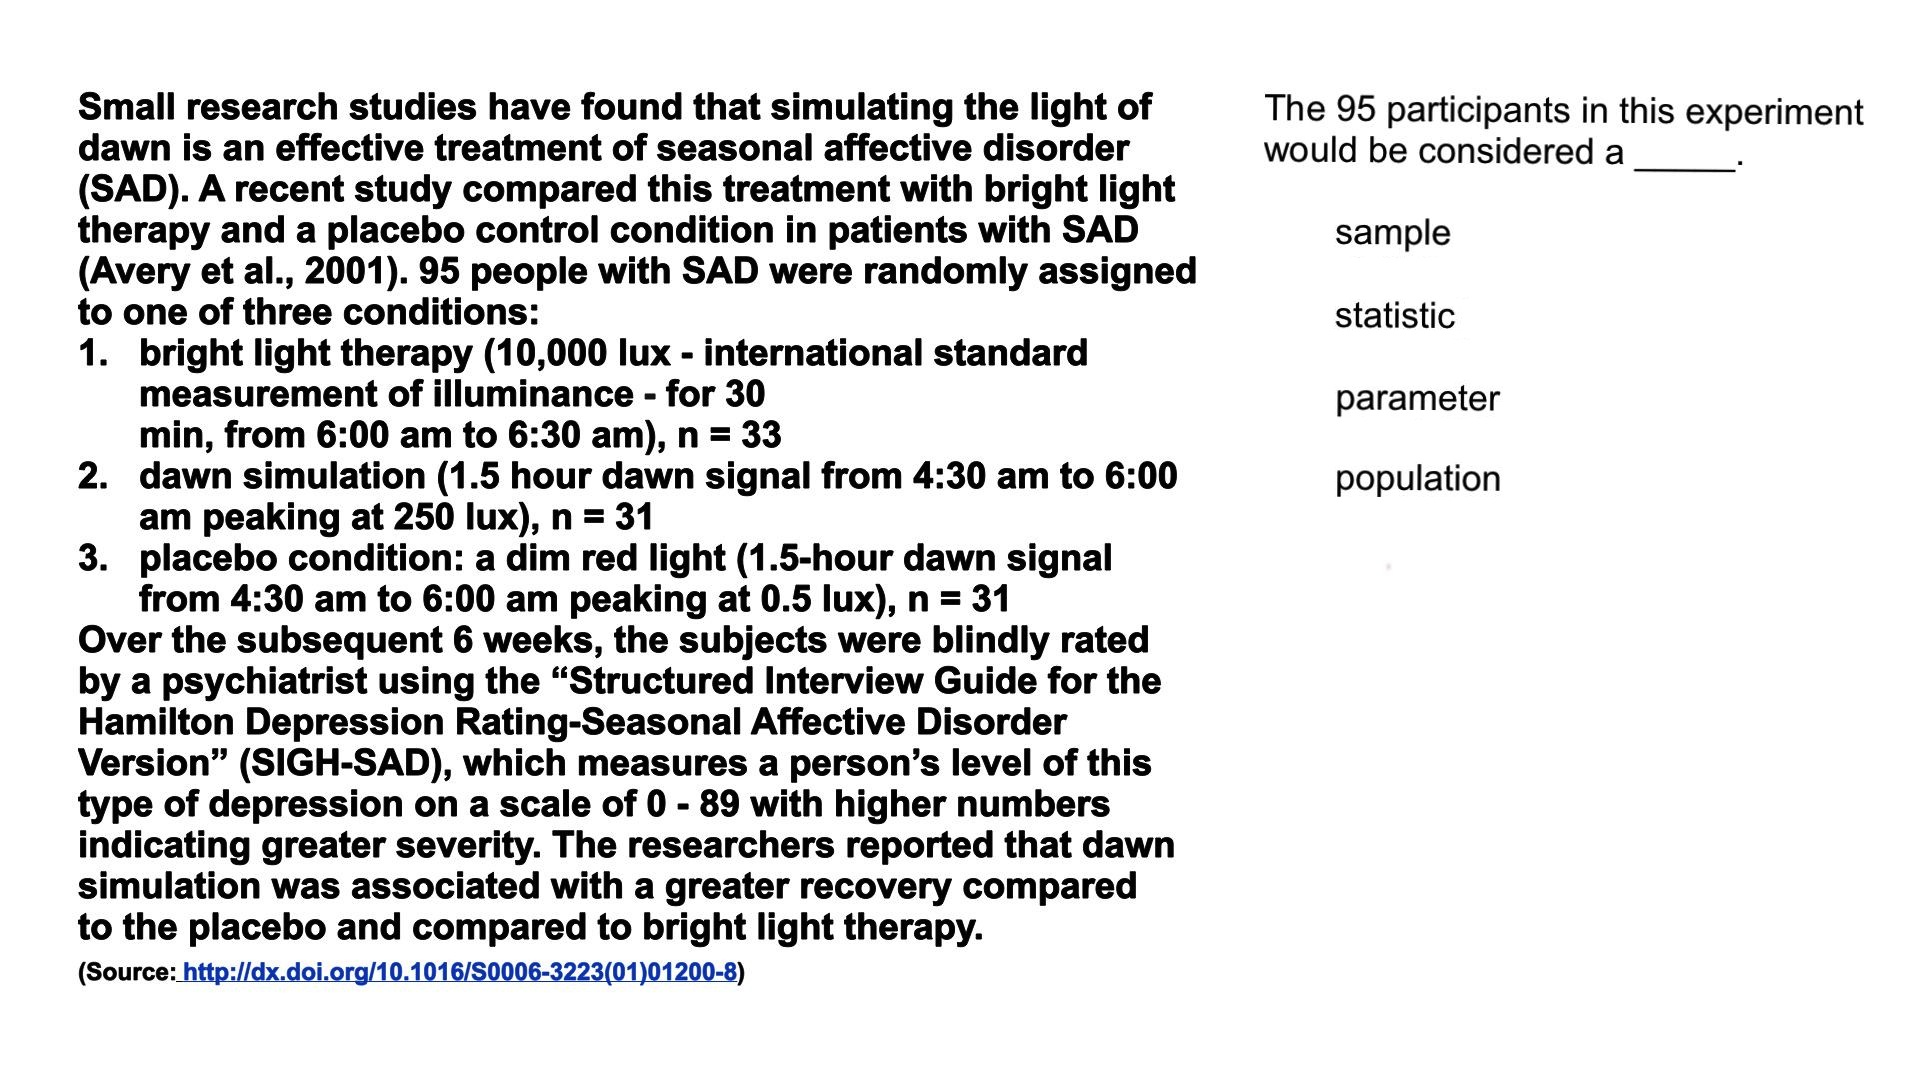 Small research studies have found that simulating the light of
dawn is an effective treatment of seasonal affective disorder
(SAD). A recent study compared this treatment with bright light
therapy and a placebo control condition in patients with SAD
(Avery et al., 2001). 95 people with SAD were randomly assigned
to one of three conditions:
1. bright light therapy (10,000 lux - international standard
measurement of illuminance - for 30
min, from 6:00 am to 6:30 am), n = 33
2. dawn simulation (1.5 hour dawn signal from 4:30 am to 6:00
am peaking at 250 lux), n = 31
3. placebo condition: a dim red light (1.5-hour dawn signal
from 4:30 am to 6:00 am peaking at 0.5 lux), n = 31
Over the subsequent 6 weeks, the subjects were blindly rated
by a psychiatrist using the “Structured Interview Guide for the
Hamilton Depression Rating-Seasonal Affective Disorder
Version” (SIGH-SAD), which measures a person’s level of this
type of depression on a scale of 0 - 89 with higher numbers
indicating greater severity. The researchers reported that dawn
simulation was associated with a greater recovery compared
to the placebo and compared to bright light therapy.
(Source: http://dx.doi.org/10.1016/S0006-3223(01)01200-8)
The 95 participants in this experiment
would be considered a _____.
sample
statistic
parameter
population